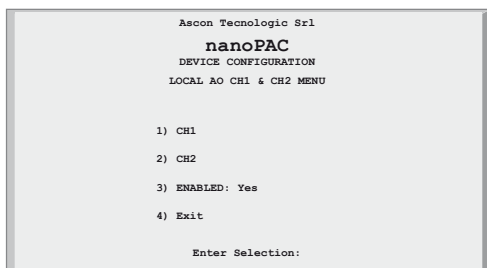 Ascon Tecnologic Srl
nanoPAC
DEVICE CONFIGURATION
LOCAL AO CH1 & CH2 MENU
1) CH1
2) CH2
3) ENABLED: Yes
4) Exit
Enter Selection: